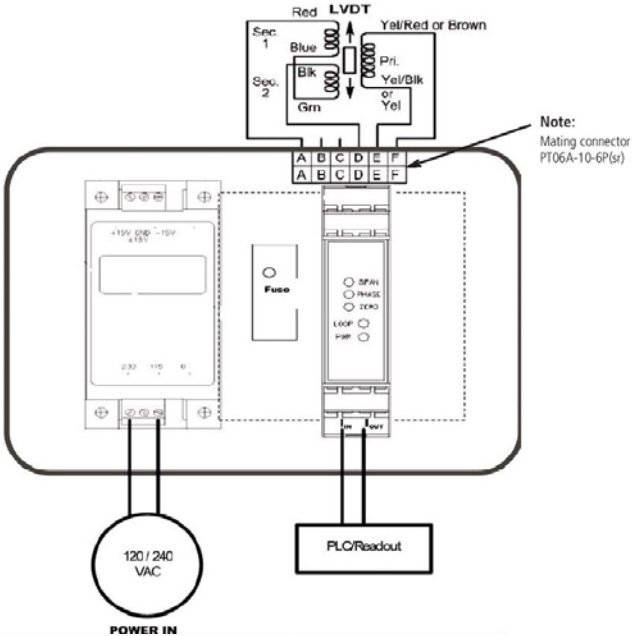 LVDT
Red
Yel/Red or Brown
Sec.
1
Blue
Pri.
Sec.
2
Blk
Yel/Blk
or
Yel
Grn
Note:
Mating connector
PT06A-10-6P(sr)
A B C D E F
A B C D E F
+15V GND -15V
±15V
Fuse
SPAN
PHASE
ZERO
LOOP
PWR
230 115 0
IN OUT
120 / 240
VAC
PLC/Readout
POWER IN